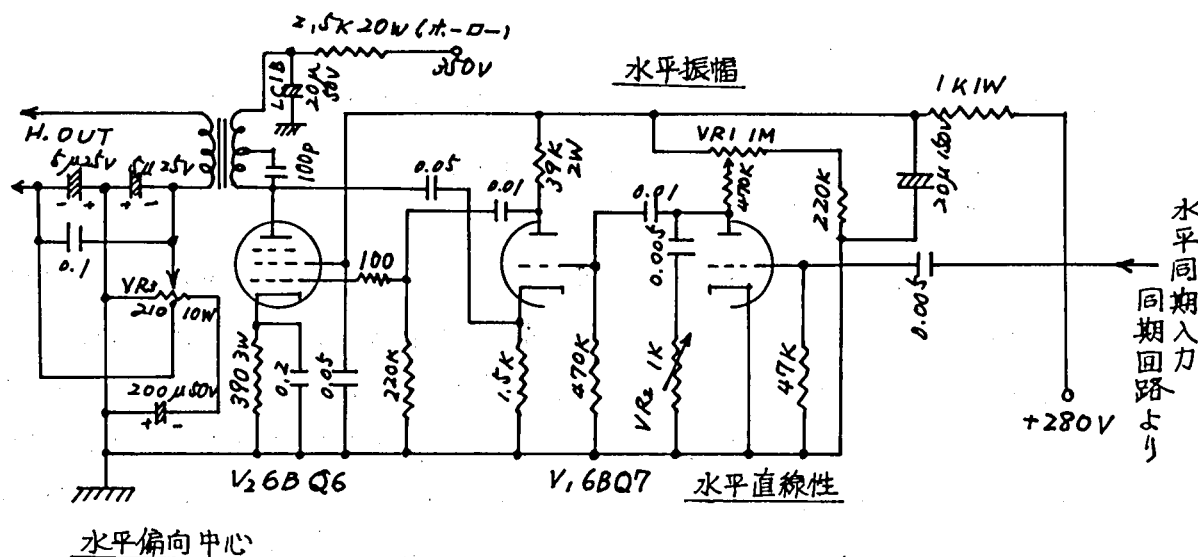 2.5K 20W (ホーロー)
350V
LC1B
20μ
50V
水平振幅
1K 1W
H. OUT
5μ 25V
5μ 25V
100p
0.05
0.01
39K
2W
VR1 1M
470K
220K
20μ 150V
0.01
0.005
0.1
100
VR3
210
10W
390 3W
0.2
0.05
220K
1.5K
470K
VR2 1K
47K
0.005
水平同期入力
同期回路より
200μ50V
+280V
V2 6BQ6
V1 6BQ7
水平直線性
水平偏向中心